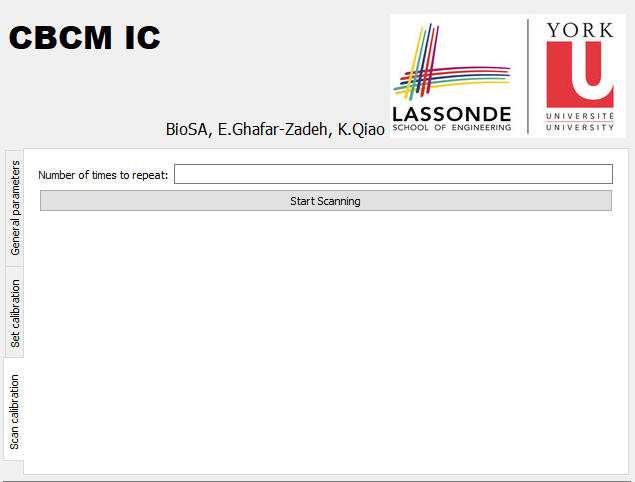 CBCM IC
BioSA, E.Ghafar-Zadeh, K.Qiao
LASSONDE
SCHOOL OF ENGINEERING
YORK
U
UNIVERSITÉ
UNIVERSITY
General parameters
Set calibration
Scan calibration
Number of times to repeat:
Start Scanning